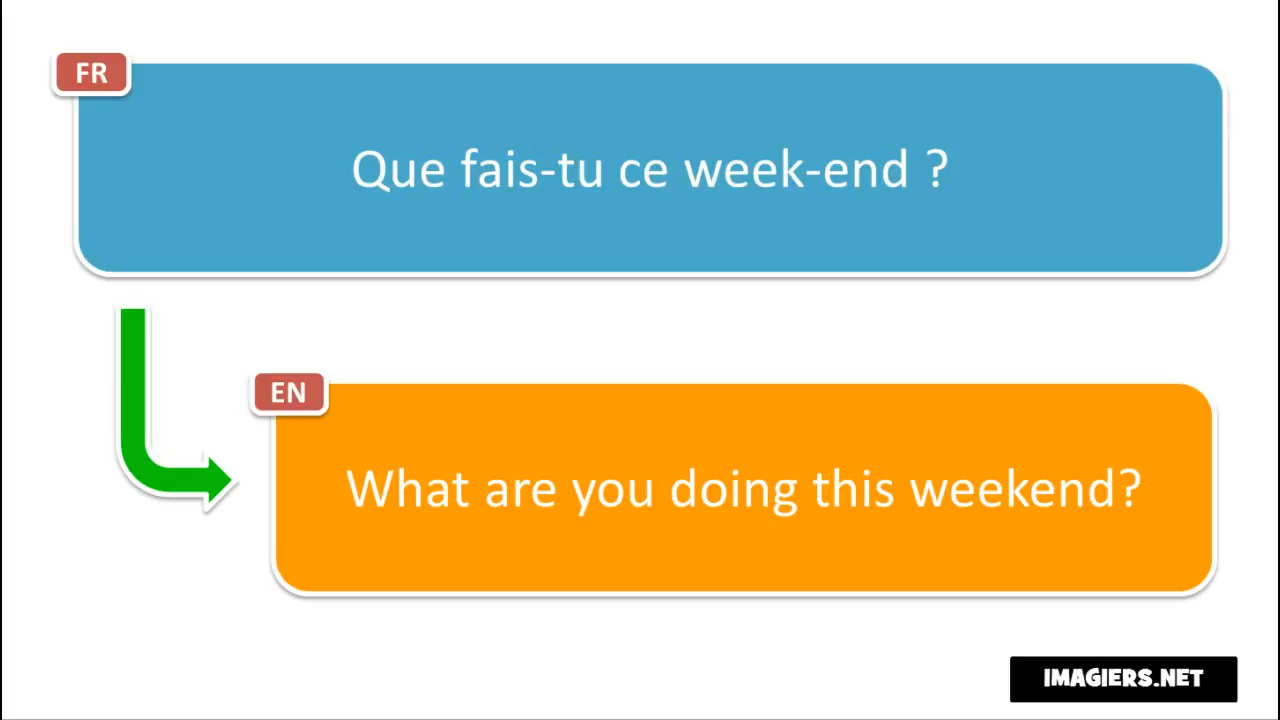 FR
Que fais-tu ce week-end ?
EN
What are you doing this weekend?
IMAGIERS.NET